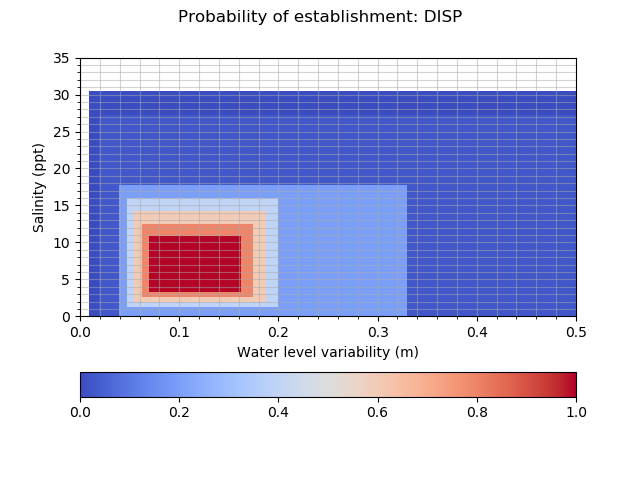 Probability of establishment: DISP
35
30
25
20
15
10
5
0
Salinity (ppt)
0.0 0.1 0.2 0.3 0.4 0.5
Water level variability (m)
0.0 0.2 0.4 0.6 0.8 1.0